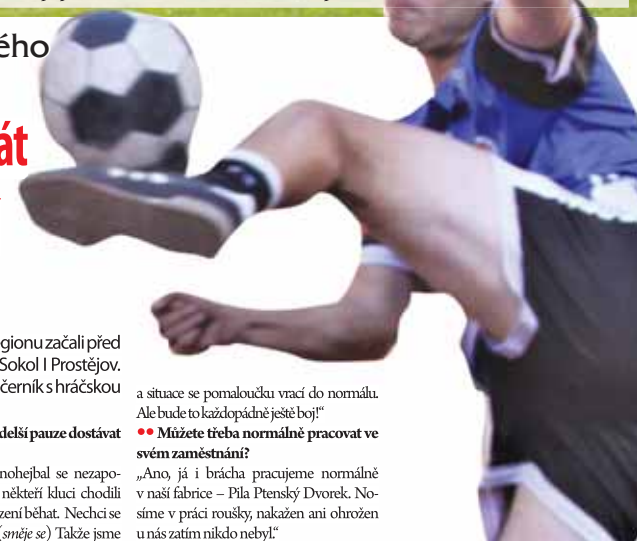 ého
át
gionu začali před
Sokol I Prostějov.
černík s hráčskou
delší pauze dostávat
nohejbal se nezapo-
někteří kluci chodili
zení běhat. Nechci se
(směje se) Takže jsme
a situace se pomaloučku vrací do normálu.
Ale bude to každopádně ještě boj!“
•• Můžete třeba normálně pracovat ve
svém zaměstnání?
„Ano, já i brácha pracujeme normálně
v naší fabrice – Pila Ptenský Dvorek. No-
síme v práci roušky, nakažen ani ohrožen
u nás zatím nikdo nebyl.“